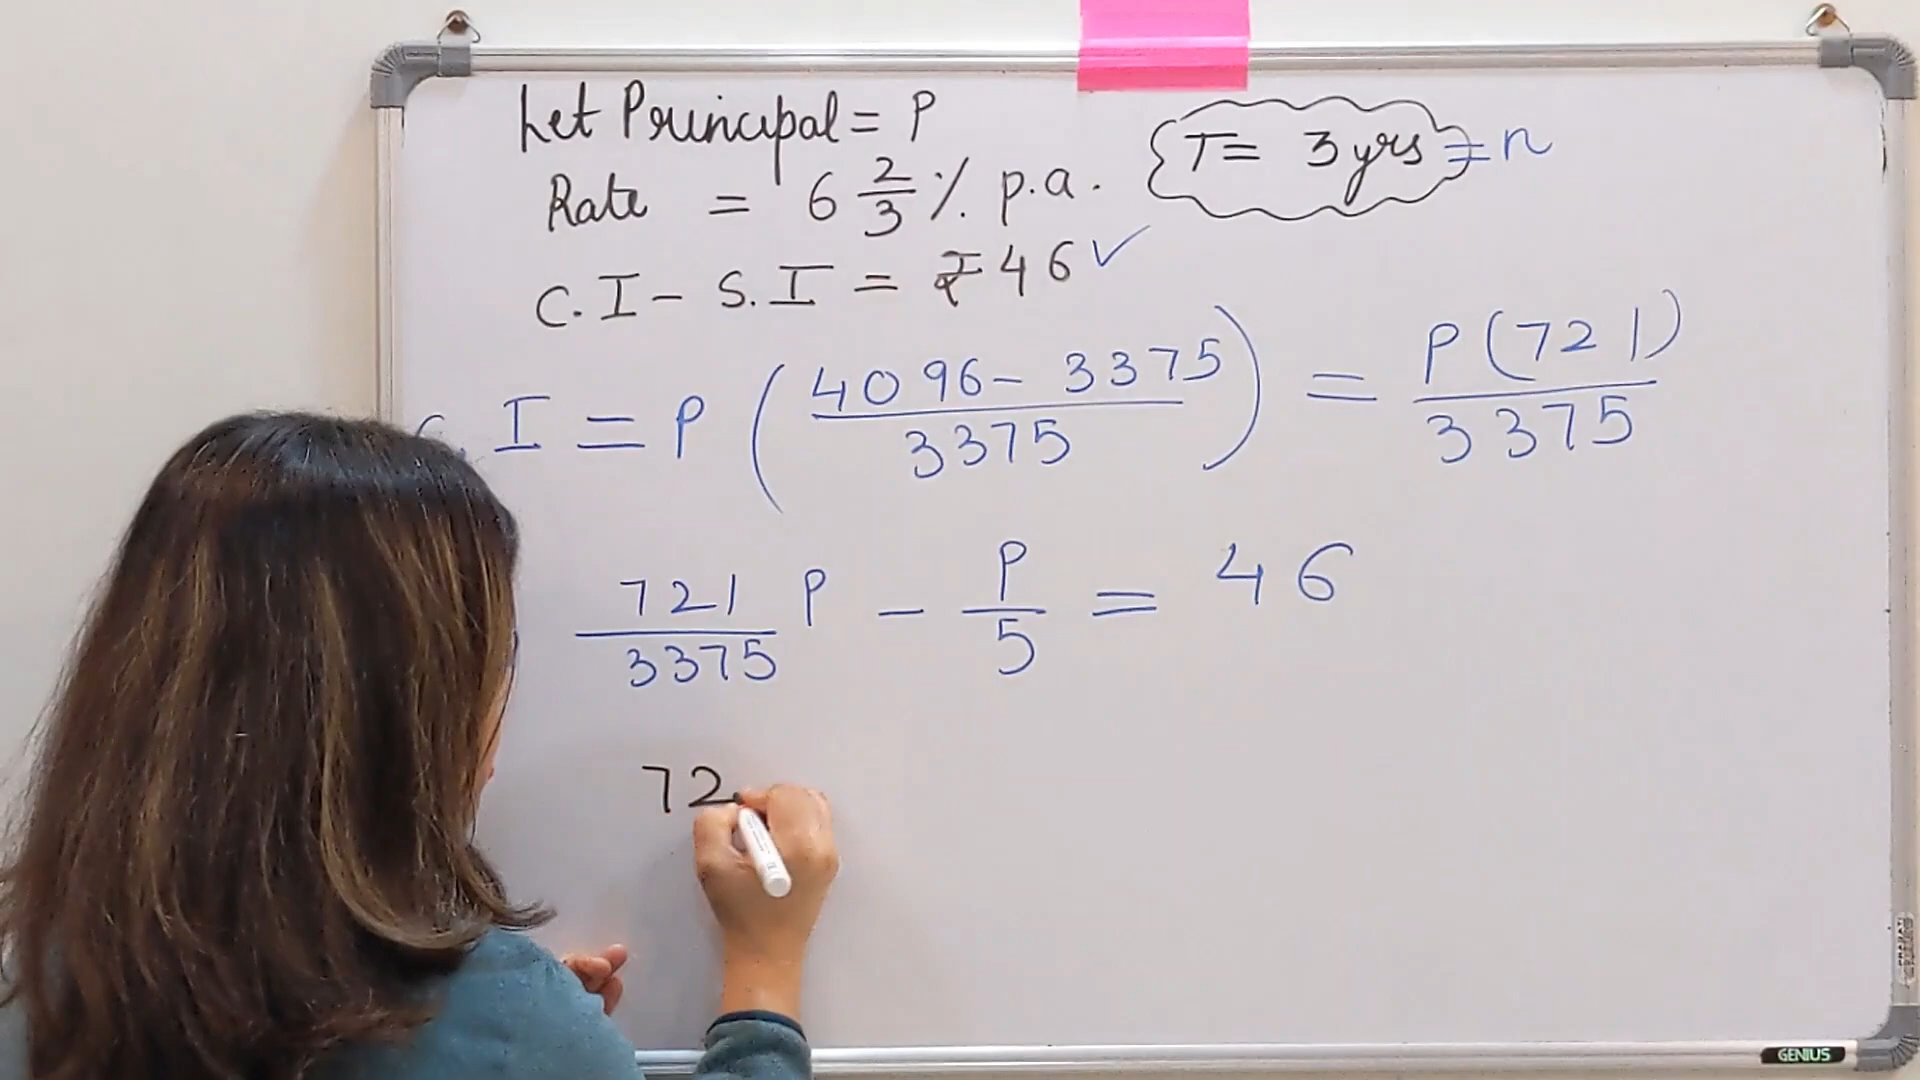 Let Principal = P
T = 3 yrs = n
Rate = 6 2/3 % p.a.
C.I - S.I = ₹ 46 ✓
C. I = P ( 4096 - 3375 / 3375 ) = P (721) / 3375
721/3375 P - P/5 = 46
72
GENIUS